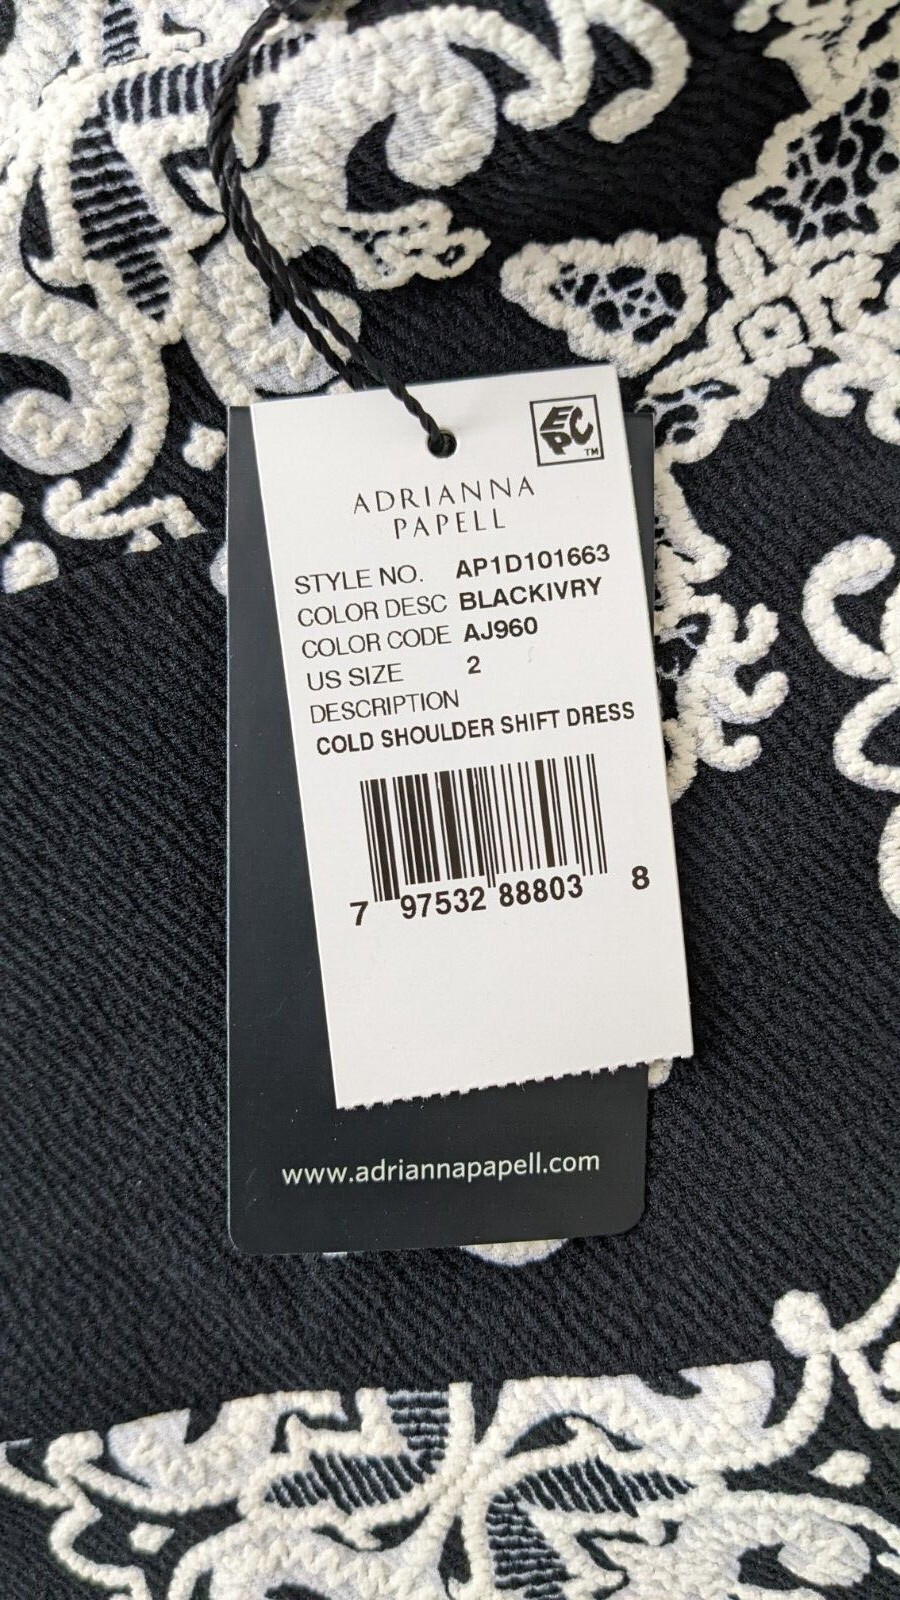 EPC
TM
ADRIANNA
PAPELL
STYLE NO. AP1D101663
COLOR DESC BLACKIVRY
COLOR CODE AJ960
US SIZE 2
DESCRIPTION
COLD SHOULDER SHIFT DRESS
7 97532 88803 8
www.adriannapapell.com